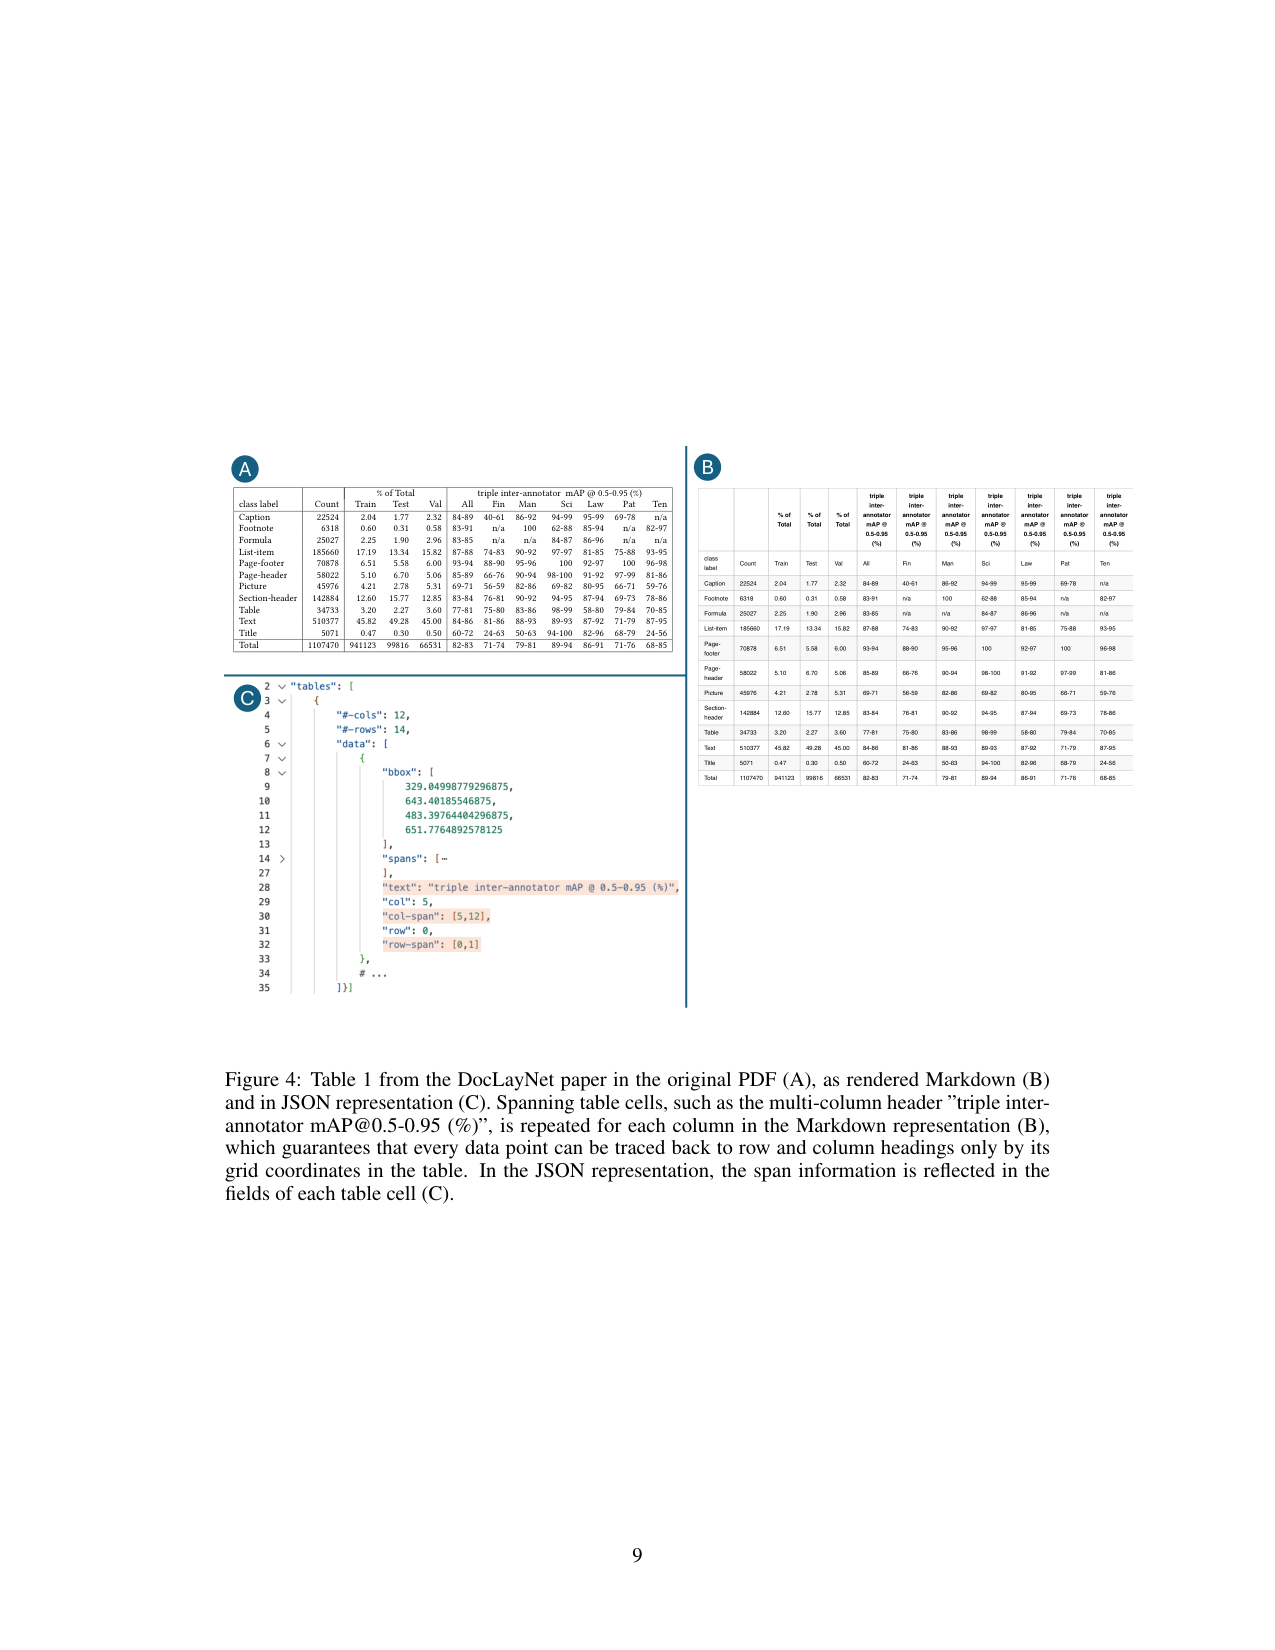 A
% of Total triple inter-annotator mAP @ 0.5-0.95 (%)
class label Count Train Test Val All Fin Man Sci Law Pat Ten
Caption 22524 2.04 1.77 2.32 84-89 40-61 86-92 94-99 95-99 69-78 n/a
Footnote 6318 0.60 0.31 0.58 83-91 n/a 100 62-88 85-94 n/a 82-97
Formula 25027 2.25 1.90 2.96 83-85 n/a n/a 84-87 86-96 n/a n/a
List-item 185660 17.19 13.34 15.82 87-88 74-83 90-92 97-97 81-85 75-88 93-95
Page-footer 70878 6.51 5.58 6.00 93-94 88-90 95-96 100 92-97 100 96-98
Page-header 58022 5.10 6.70 5.06 85-89 66-76 90-94 98-100 91-92 97-99 81-86
Picture 45976 4.21 2.78 5.31 69-71 56-59 82-86 69-82 80-95 66-71 59-76
Section-header 142884 12.60 15.77 12.85 83-84 76-81 90-92 94-95 87-94 69-73 78-86
Table 34733 3.20 2.27 3.60 77-81 75-80 83-86 98-99 58-80 79-84 70-85
Text 510377 45.82 49.28 45.00 84-86 81-86 88-93 89-93 87-92 71-79 87-95
Title 5071 0.47 0.30 0.50 60-72 24-63 50-63 94-100 82-96 68-79 24-56
Total 1107470 941123 99816 66531 82-83 71-74 79-81 89-94 86-91 71-76 68-85
B
triple triple triple triple triple triple triple
inter- inter- inter- inter- inter- inter- inter-
% of % of % of annotator annotator annotator annotator annotator annotator annotator
Total Total Total mAP @ mAP @ mAP @ mAP @ mAP @ mAP @ mAP @
0.5-0.95 0.5-0.95 0.5-0.95 0.5-0.95 0.5-0.95 0.5-0.95 0.5-0.95
(%) (%) (%) (%) (%) (%) (%)
class
label Count Train Test Val All Fin Man Sci Law Pat Ten
Caption 22524 2.04 1.77 2.32 84-89 40-61 86-92 94-99 95-99 69-78 n/a
Footnote 6318 0.60 0.31 0.58 83-91 n/a 100 62-88 85-94 n/a 82-97
Formula 25027 2.25 1.90 2.96 83-85 n/a n/a 84-87 86-96 n/a n/a
List-item 185660 17.19 13.34 15.82 87-88 74-83 90-92 97-97 81-85 75-88 93-95
Page-
footer 70878 6.51 5.58 6.00 93-94 88-90 95-96 100 92-97 100 96-98
Page-
header 58022 5.10 6.70 5.06 85-89 66-76 90-94 98-100 91-92 97-99 81-86
Picture 45976 4.21 2.78 5.31 69-71 56-59 82-86 69-82 80-95 66-71 59-76
Section-
header 142884 12.60 15.77 12.85 83-84 76-81 90-92 94-95 87-94 69-73 78-86
Table 34733 3.20 2.27 3.60 77-81 75-80 83-86 98-99 58-80 79-84 70-85
Text 510377 45.82 49.28 45.00 84-86 81-86 88-93 89-93 87-92 71-79 87-95
Title 5071 0.47 0.30 0.50 60-72 24-63 50-63 94-100 82-96 68-79 24-56
Total 1107470 941123 99816 66531 82-83 71-74 79-81 89-94 86-91 71-76 68-85
C
2 "tables": [
3 {
4 "#-cols": 12,
5 "#-rows": 14,
6 "data": [
7 {
8 "bbox": [
9 329.04998779296875,
10 643.40185546875,
11 483.39764404296875,
12 651.7764892578125
13 ],
14 "spans": [⋯
27 ],
28 "text": "triple inter-annotator mAP @ 0.5-0.95 (%)",
29 "col": 5,
30 "col-span": [5,12],
31 "row": 0,
32 "row-span": [0,1]
33 },
34 # ...
35 ]}]
Figure 4: Table 1 from the DocLayNet paper in the original PDF (A), as rendered Markdown (B)
and in JSON representation (C). Spanning table cells, such as the multi-column header ”triple inter-
annotator mAP@0.5-0.95 (%)”, is repeated for each column in the Markdown representation (B),
which guarantees that every data point can be traced back to row and column headings only by its
grid coordinates in the table. In the JSON representation, the span information is reflected in the
fields of each table cell (C).
9